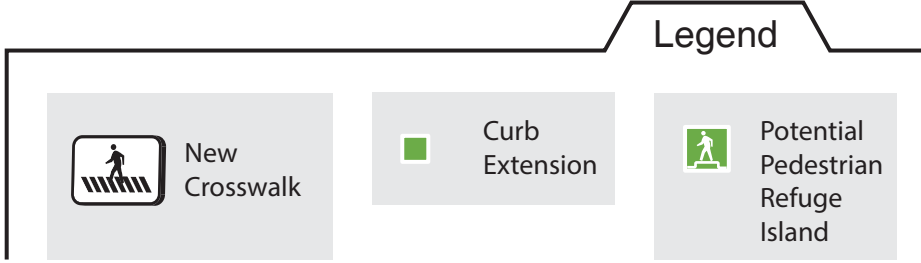 Legend
New
Crosswalk
Curb
Extension
Potential
Pedestrian
Refuge
Island